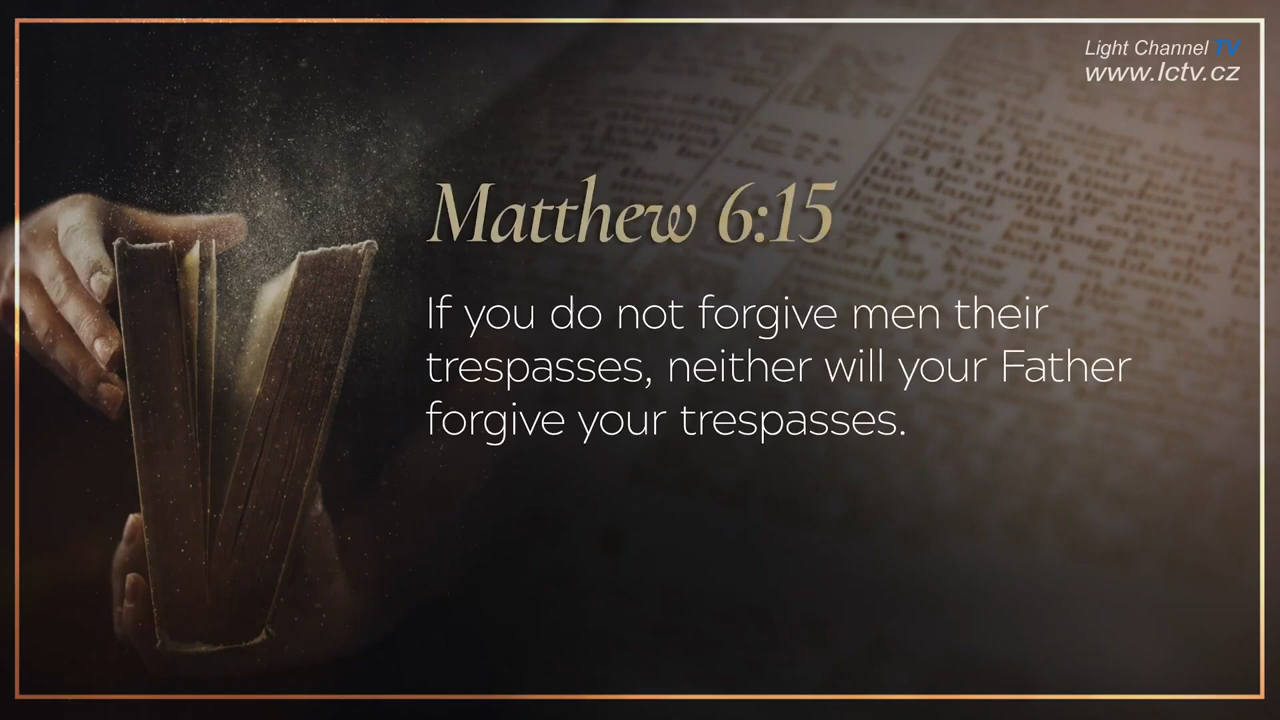 Light Channel TV
www.lctv.cz
Matthew 6:15
If you do not forgive men their
trespasses, neither will your Father
forgive your trespasses.